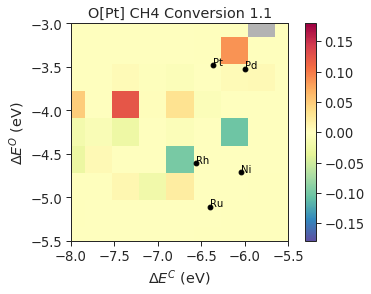 O[Pt] CH4 Conversion 1.1
−3.0
−3.5
−4.0
−4.5
−5.0
−5.5
ΔE^O (eV)
Pt
Pd
Rh
Ni
Ru
−8.0 −7.5 −7.0 −6.5 −6.0 −5.5
ΔE^C (eV)
0.15
0.10
0.05
0.00
−0.05
−0.10
−0.15